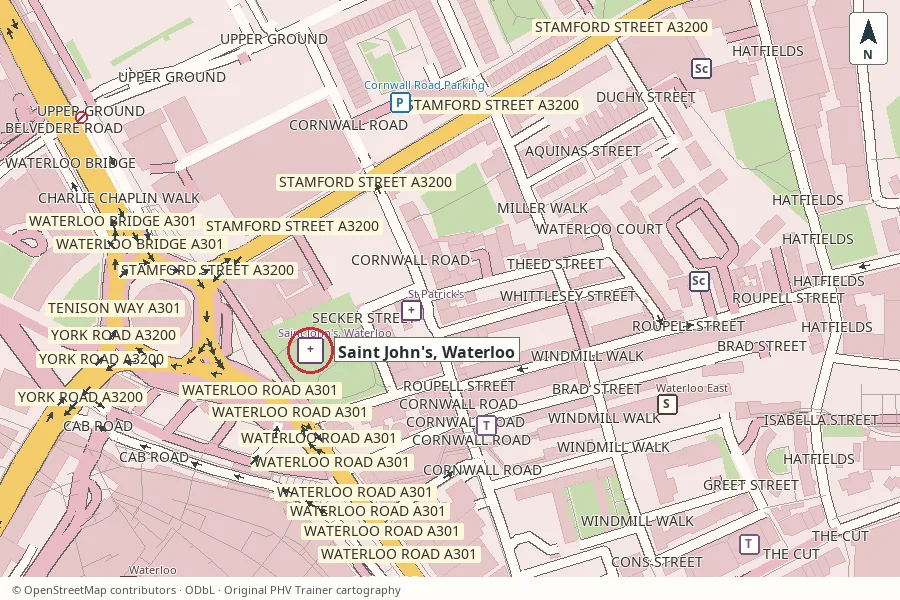 STAMFORD STREET A3200
UPPER GROUND
HATFIELDS
Sc
UPPER GROUND
N
Cornwall Road Parking
P
STAMFORD STREET A3200
DUCHY STREET
UPPER GROUND
BELVEDERE ROAD
CORNWALL ROAD
AQUINAS STREET
WATERLOO BRIDGE
STAMFORD STREET A3200
CHARLIE CHAPLIN WALK
HATFIELDS
MILLER WALK
WATERLOO BRIDGE A301
STAMFORD STREET A3200
WATERLOO COURT
HATFIELDS
WATERLOO BRIDGE A301
CORNWALL ROAD
THEED STREET
STAMFORD STREET A3200
Sc
HATFIELDS
St Patrick's
WHITTLESEY STREET
ROUPELL STREET
TENISON WAY A301
SECKER STREET
ROUPELL STREET
HATFIELDS
YORK ROAD A3200
Saint John's, Waterloo
BRAD STREET
Saint John's, Waterloo
WINDMILL WALK
YORK ROAD A3200
WATERLOO ROAD A301
ROUPELL STREET
BRAD STREET
Waterloo East
YORK ROAD A3200
CORNWALL ROAD
S
WATERLOO ROAD A301
WINDMILL WALK
ISABELLA STREET
CAB ROAD
CORNWALL ROAD
T
WATERLOO ROAD A301
CORNWALL ROAD
WINDMILL WALK
CAB ROAD
WATERLOO ROAD A301
HATFIELDS
CORNWALL ROAD
GREET STREET
WATERLOO ROAD A301
WATERLOO ROAD A301
WINDMILL WALK
WATERLOO ROAD A301
THE CUT
T
WATERLOO ROAD A301
THE CUT
CONS STREET
Waterloo
© OpenStreetMap contributors · ODbL · Original PHV Trainer cartography